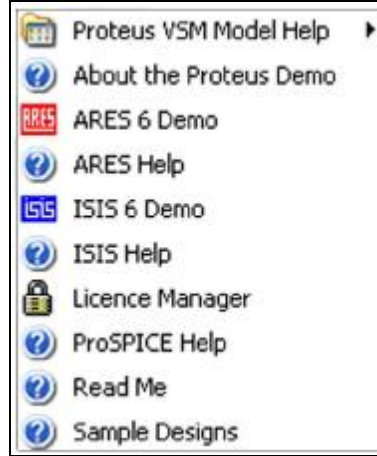 Proteus VSM Model Help
About the Proteus Demo
ARES ARES 6 Demo
ARES Help
isis ISIS 6 Demo
ISIS Help
Licence Manager
ProSPICE Help
Read Me
Sample Designs